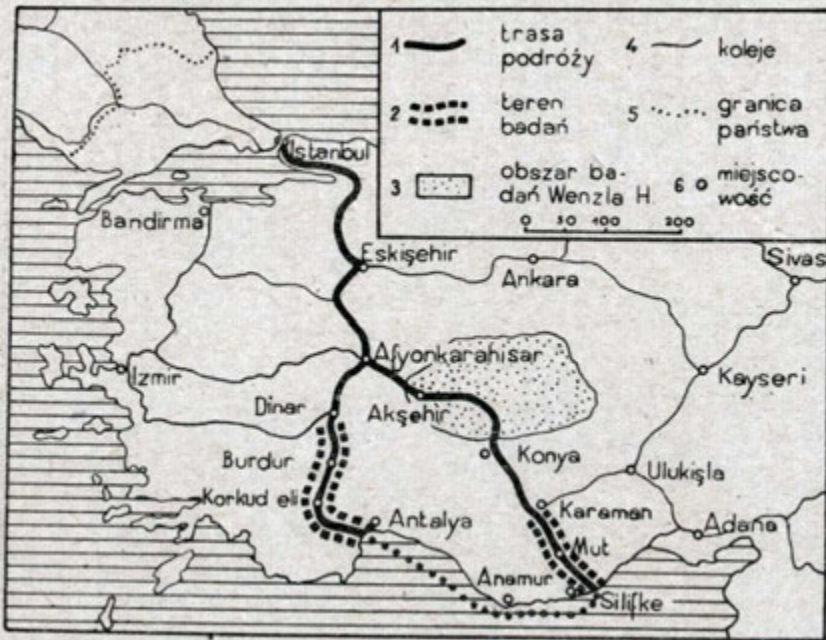 1 trasa podróży
2 teren badań
3 obszar ba-
dań Wenzla H.
4 koleje
5 granica państwa
6 miejsco-
wość
0 50 100 200
Istanbul
Bandirma
Eskişehir
Ankara
Sivas
Afyonkarahisar
Izmir
Kayseri
Dinar
Akşehir
Burdur
Konya
Ulukişla
Korkud eli
Antalya
Karaman
Adana
Mut
Anamur
Silifke